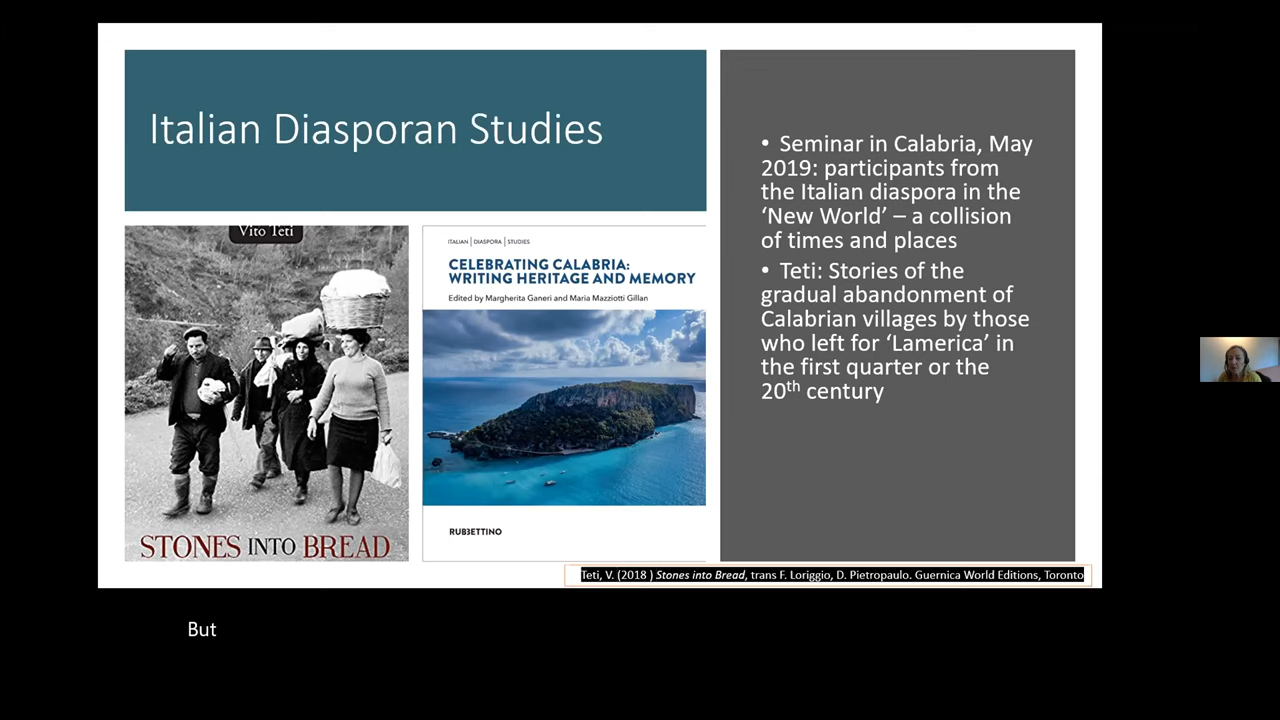 Italian Diasporan Studies
Vito Teti
STONES INTO BREAD
ITALIAN | DIASPORA | STUDIES
CELEBRATING CALABRIA:
WRITING HERITAGE AND MEMORY
Edited by Margherita Ganeri and Maria Mazziotti Gillan
RUBBETTINO
• Seminar in Calabria, May
2019: participants from
the Italian diaspora in the
‘New World’ – a collision
of times and places
• Teti: Stories of the
gradual abandonment of
Calabrian villages by those
who left for ‘Lamerica’ in
the first quarter or the
20th century
Teti, V. (2018 ) Stones into Bread, trans F. Loriggio, D. Pietropaulo. Guernica World Editions, Toronto
But